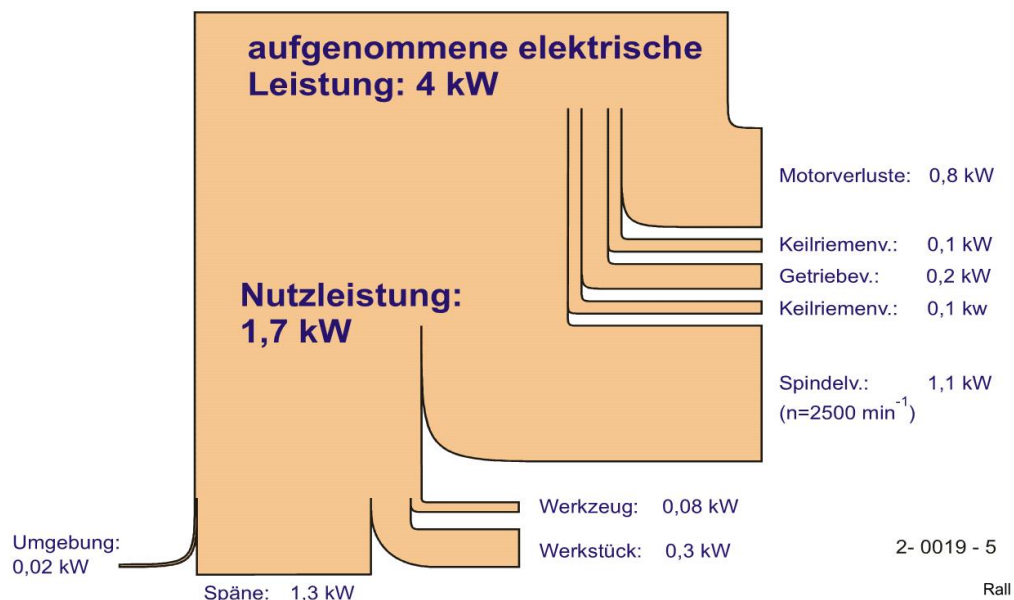 aufgenommene elektrische
Leistung: 4 kW
Motorverluste: 0,8 kW
Keilriemenv.: 0,1 kW
Getriebev.: 0,2 kW
Keilriemenv.: 0,1 kw
Nutzleistung:
1,7 kW
Spindelv.: 1,1 kW
(n=2500 min⁻¹)
Werkzeug: 0,08 kW
Werkstück: 0,3 kW
Umgebung:
0,02 kW
Späne: 1,3 kW
2- 0019 - 5
Rall